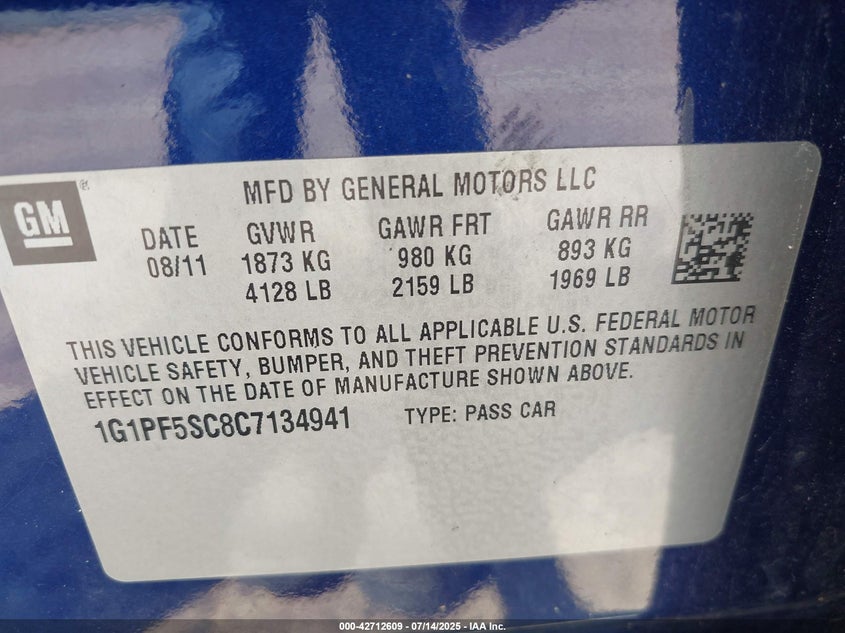 GM®
MFD BY GENERAL MOTORS LLC
DATE GVWR GAWR FRT GAWR RR
08/11 1873 KG 980 KG 893 KG
4128 LB 2159 LB 1969 LB
THIS VEHICLE CONFORMS TO ALL APPLICABLE U.S. FEDERAL MOTOR
VEHICLE SAFETY, BUMPER, AND THEFT PREVENTION STANDARDS IN
EFFECT ON THE DATE OF MANUFACTURE SHOWN ABOVE.
1G1PF5SC8C7134941 TYPE: PASS CAR
000-42712609 - 07/14/2025 - IAA Inc.